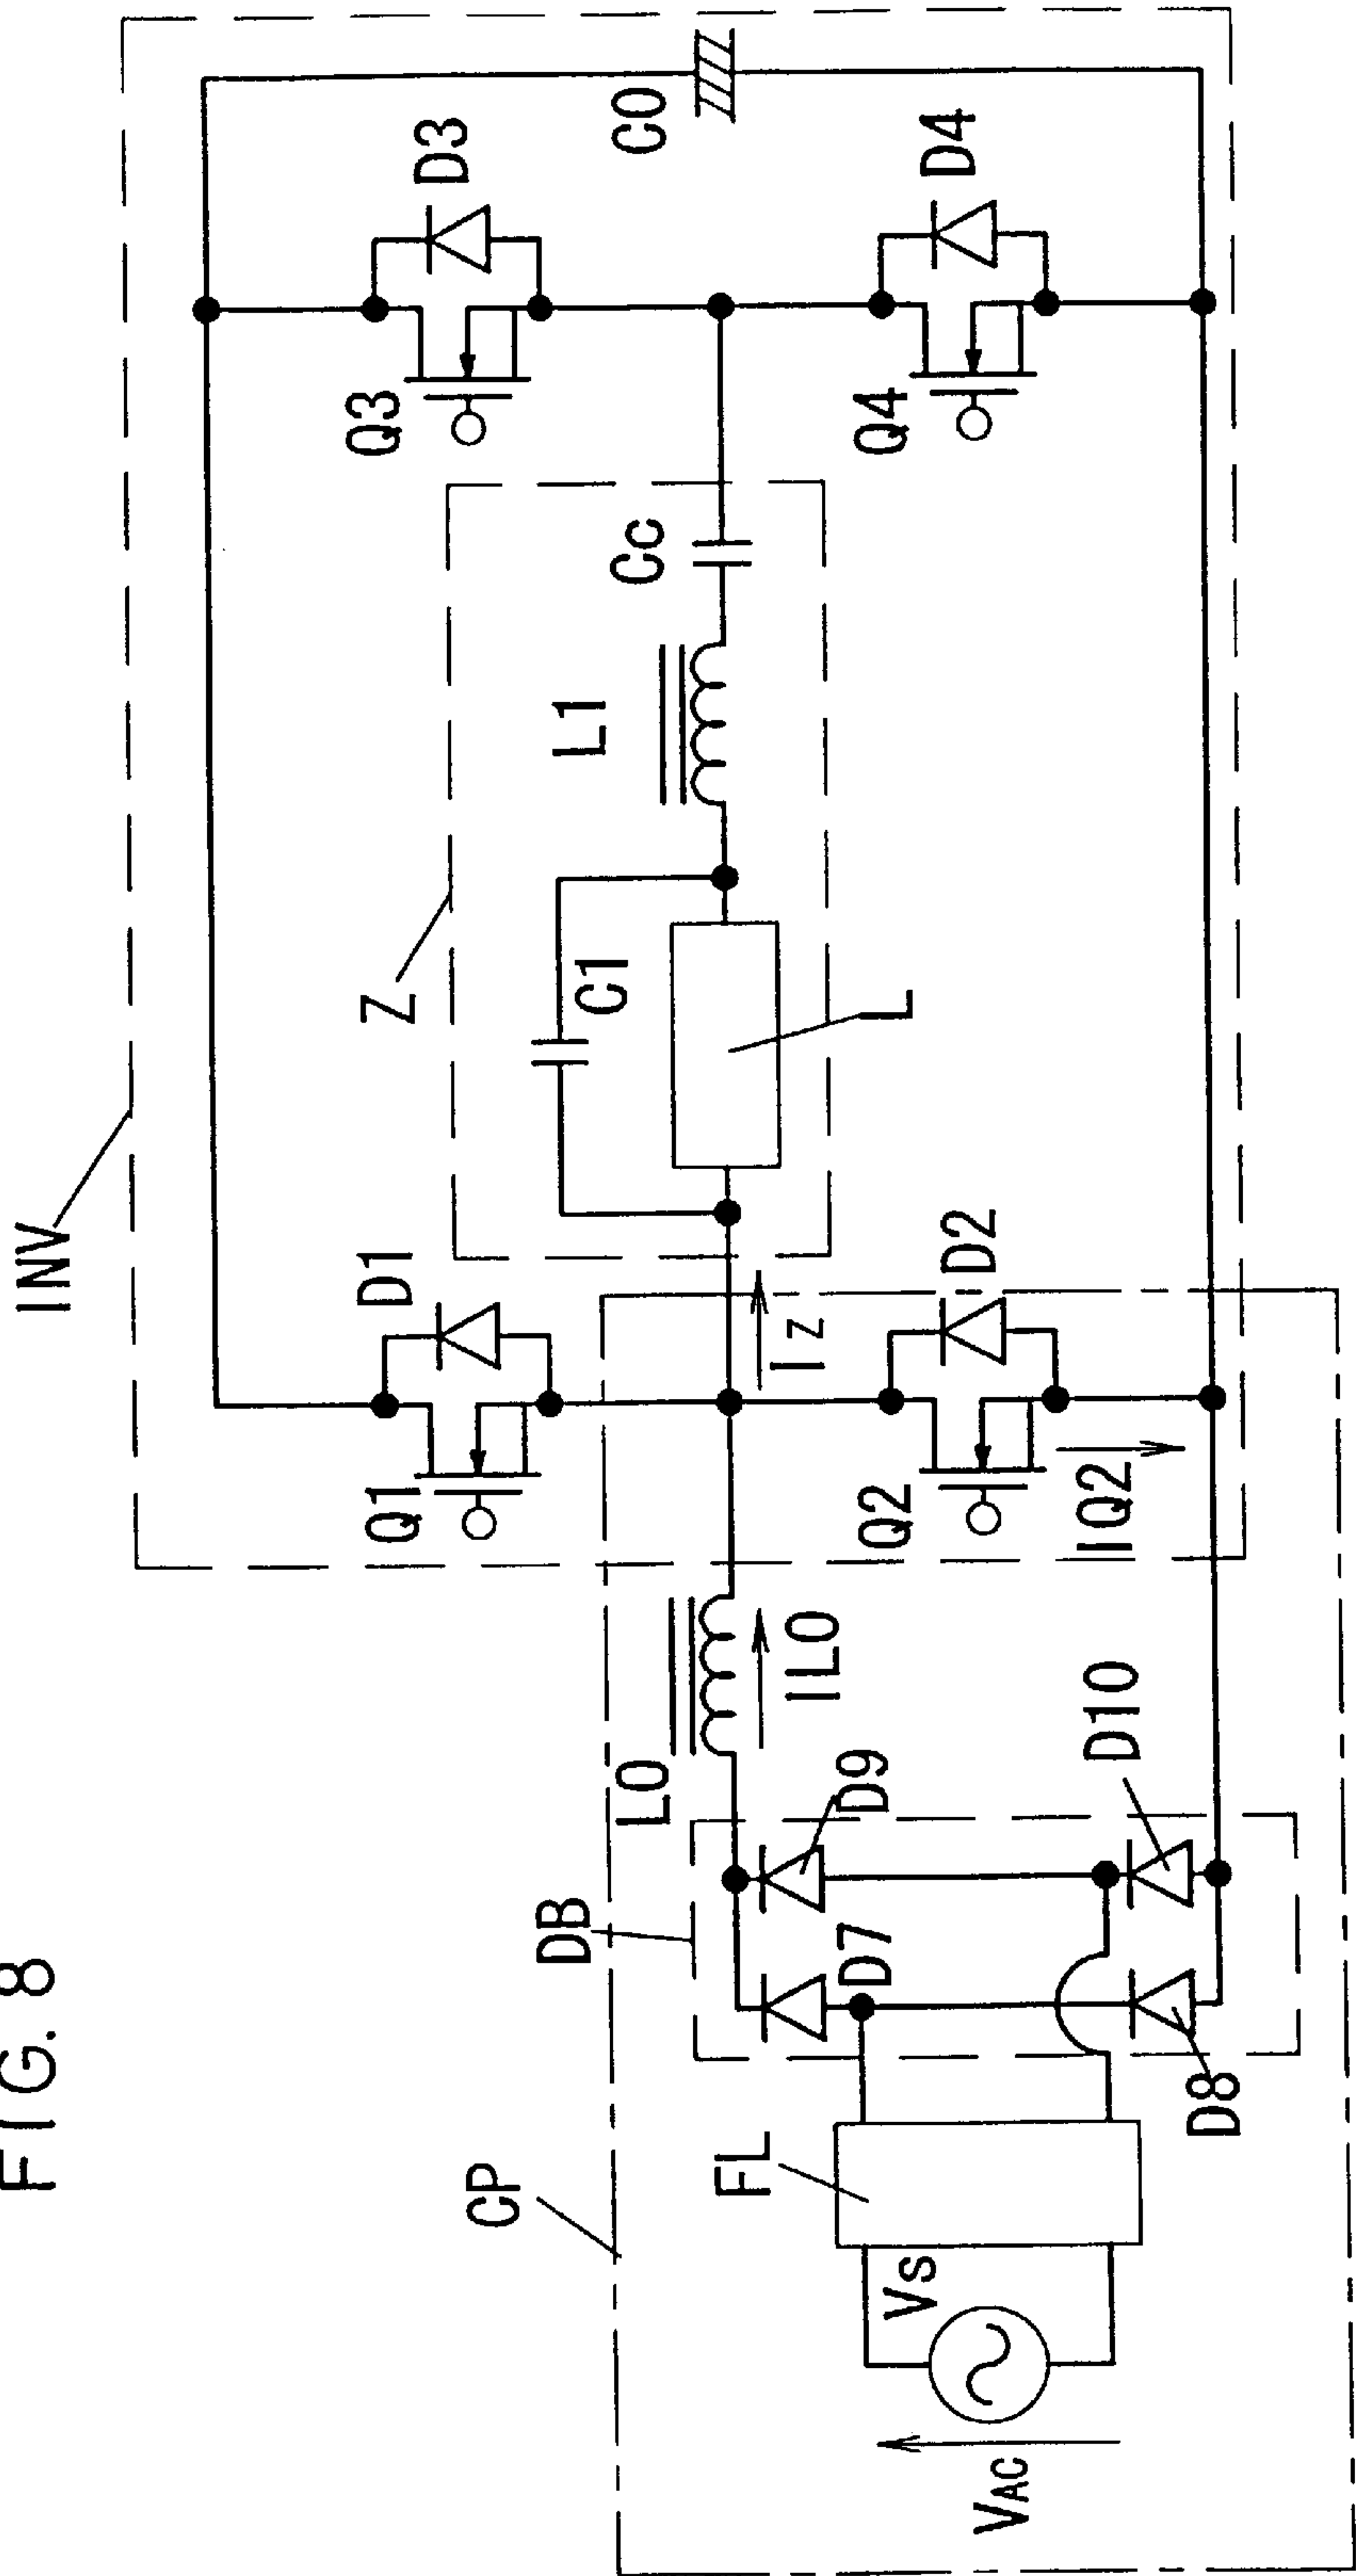 FIG. 8
INV
Z
CP
DB
FL
Vs
VAC
L0
IL0
D7
D8
D9
D10
Q1
D1
Q2
D2
IQ2
Iz
C1
L
L1
Cc
Q3
D3
Q4
D4
C0